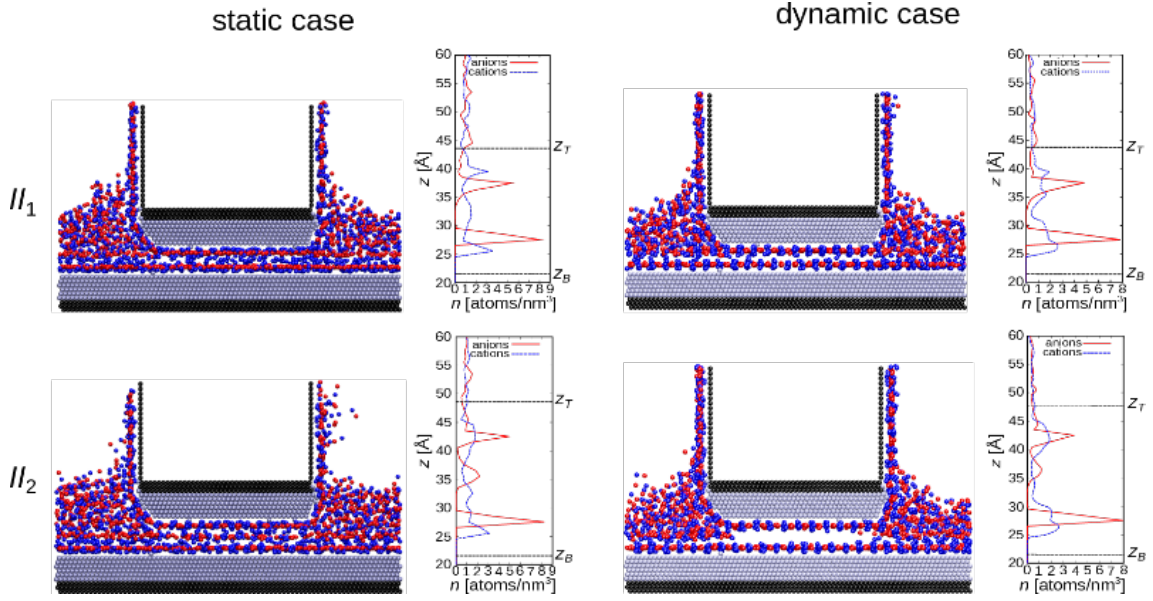 static case
dynamic case
II1
60
55
50
45
40
35
30
25
20
z [Å]
anions
cations
ZT
ZB
0 1 2 3 4 5 6 7 8 9
n [atoms/nm³]
60
55
50
45
40
35
30
25
20
z [Å]
anions
cations
ZT
ZB
0 1 2 3 4 5 6 7 8
n [atoms/nm³]
II2
60
55
50
45
40
35
30
25
20
z [Å]
anions
cations
ZT
ZB
0 1 2 3 4 5 6 7 8 9
n [atoms/nm³]
60
55
50
45
40
35
30
25
20
z [Å]
anions
cations
ZT
ZB
0 1 2 3 4 5 6 7 8
n [atoms/nm³]